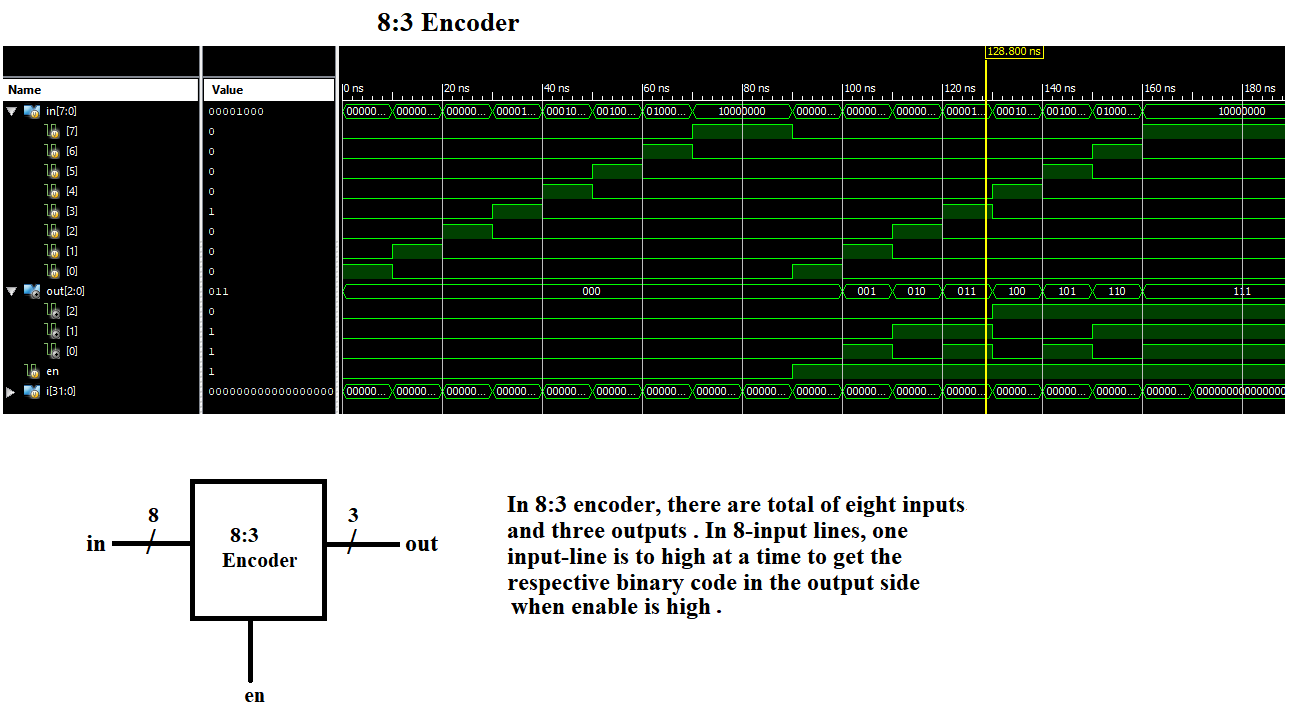 8:3 Encoder
128.800 ns
Name Value 0 ns 20 ns 40 ns 60 ns 80 ns 100 ns 120 ns 140 ns 160 ns 180 ns
in[7:0] 00001000 00000... 00000... 00000... 00001... 00010... 00100... 01000... 10000000 00000... 00000... 00000... 00001... 00010... 00100... 01000... 10000000
[7] 0
[6] 0
[5] 0
[4] 0
[3] 1
[2] 0
[1] 0
[0] 0
out[2:0] 011 000 001 010 011 100 101 110 111
[2] 0
[1] 1
[0] 1
en 1
i[31:0] 0000000000000000000 00000... 00000... 00000... 00000... 00000... 00000... 00000... 00000... 00000... 00000... 00000... 00000... 00000... 00000... 00000... 00000... 00000... 0000000000000000
8 3
in 8:3 out
Encoder
en
In 8:3 encoder, there are total of eight inputs
and three outputs . In 8-input lines, one
input-line is to high at a time to get the
respective binary code in the output side
when enable is high .